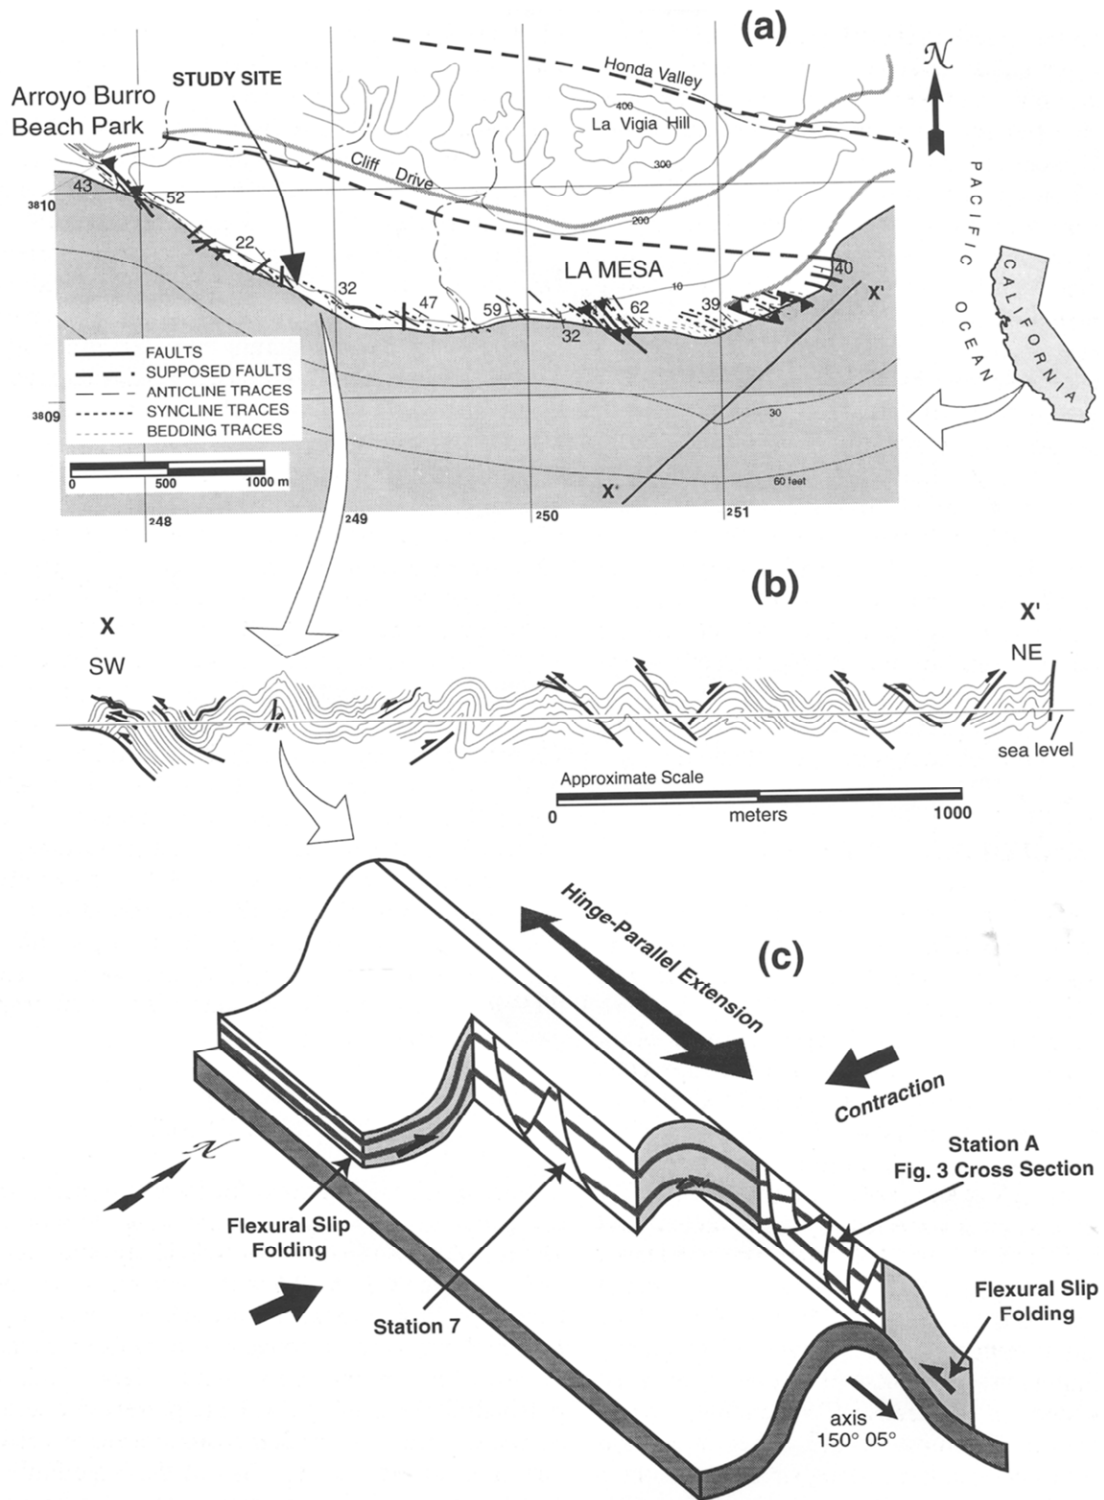 (a)
N
STUDY SITE
Arroyo Burro
Beach Park
Honda Valley
400
La Vigia Hill
300
Cliff Drive
200
43
52
3810
22
LA MESA
10
40
X'
32
47
59
32
62
39
PACIFIC OCEAN
CALIFORNIA
FAULTS
SUPPOSED FAULTS
ANTICLINE TRACES
SYNCLINE TRACES
BEDDING TRACES
3809
30
0 500 1000 m
60 feet
X"
248
249
250
251
(b)
X
X'
SW
NE
sea level
Approximate Scale
0 meters 1000
(c)
Hinge-Parallel Extension
Contraction
N
Station A
Fig. 3 Cross Section
Flexural Slip
Folding
Station 7
Flexural Slip
Folding
axis
150° 05°